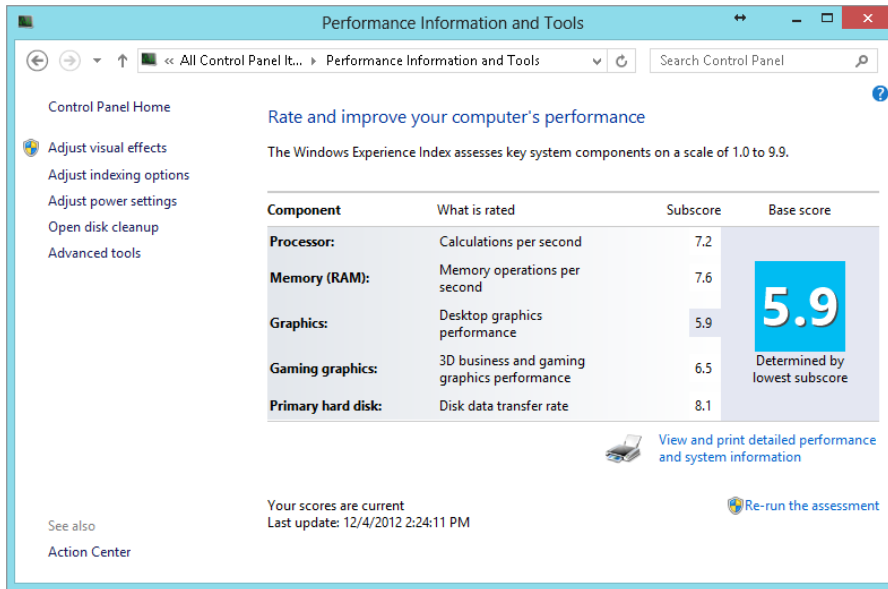 Performance Information and Tools
« All Control Panel It... ▸ Performance Information and Tools
Search Control Panel
Control Panel Home
Adjust visual effects
Adjust indexing options
Adjust power settings
Open disk cleanup
Advanced tools
See also
Action Center
Rate and improve your computer's performance
The Windows Experience Index assesses key system components on a scale of 1.0 to 9.9.
Component What is rated Subscore Base score
Processor: Calculations per second 7.2
Memory (RAM): Memory operations per
second 7.6
Graphics: Desktop graphics
performance 5.9
Gaming graphics: 3D business and gaming
graphics performance 6.5
Primary hard disk: Disk data transfer rate 8.1
5.9
Determined by
lowest subscore
View and print detailed performance
and system information
Your scores are current
Last update: 12/4/2012 2:24:11 PM
Re-run the assessment